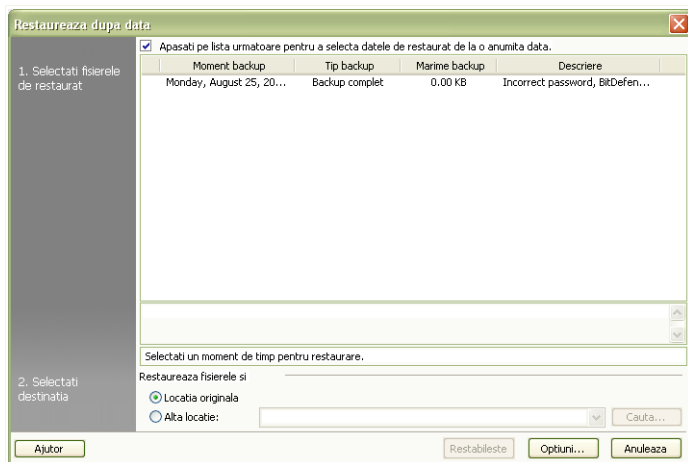 Restaureaza dupa data
1. Selectati fisierele
de restaurat
Apasati pe lista urmatoare pentru a selecta datele de restaurat de la o anumita data.
Moment backup Tip backup Marime backup Descriere
Monday, August 25, 20... Backup complet 0.00 KB Incorrect password, BitDefen...
Selectati un moment de timp pentru restaurare.
2. Selectati
destinatia
Restaureaza fisierele si
Locatia originala
Alta locatie:
Cauta...
Ajutor Restabileste Optiuni... Anuleaza